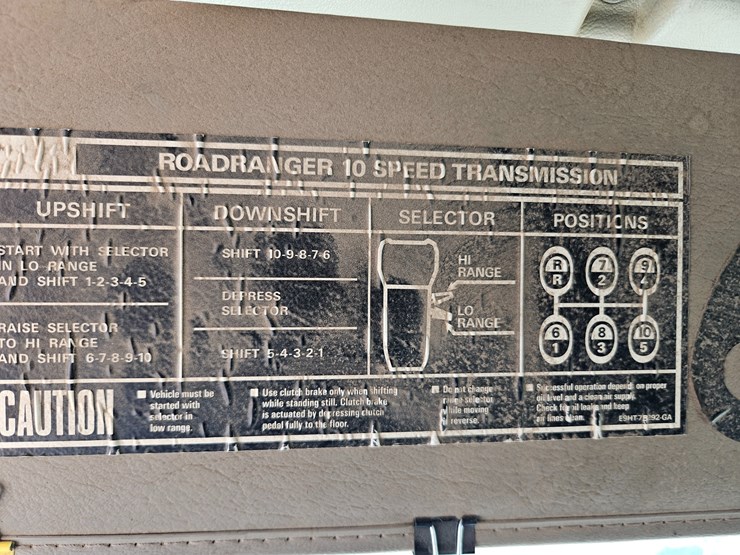 ROADRANGER 10 SPEED TRANSMISSION
UPSHIFT
START WITH SELECTOR
IN LO RANGE
AND SHIFT 1-2-3-4-5
RAISE SELECTOR
TO HI RANGE
AND SHIFT 6-7-8-9-10
DOWNSHIFT
SHIFT 10-9-8-7-6
DEPRESS
SELECTOR
SHIFT 5-4-3-2-1
SELECTOR
HI
RANGE
LO
RANGE
POSITIONS
R 7 9
R 2 4
6 8 10
1 3 5
CAUTION
Vehicle must be
started with
selector in
low range.
Use clutch brake only when shifting
while standing still. Clutch brake
is actuated by depressing clutch
pedal fully to the floor.
Do not change
range selector
while moving
in reverse.
Successful operation depends on proper
oil level and a clean air supply.
Check for oil leaks and keep
air lines clean.
E9HT-7B192-GA